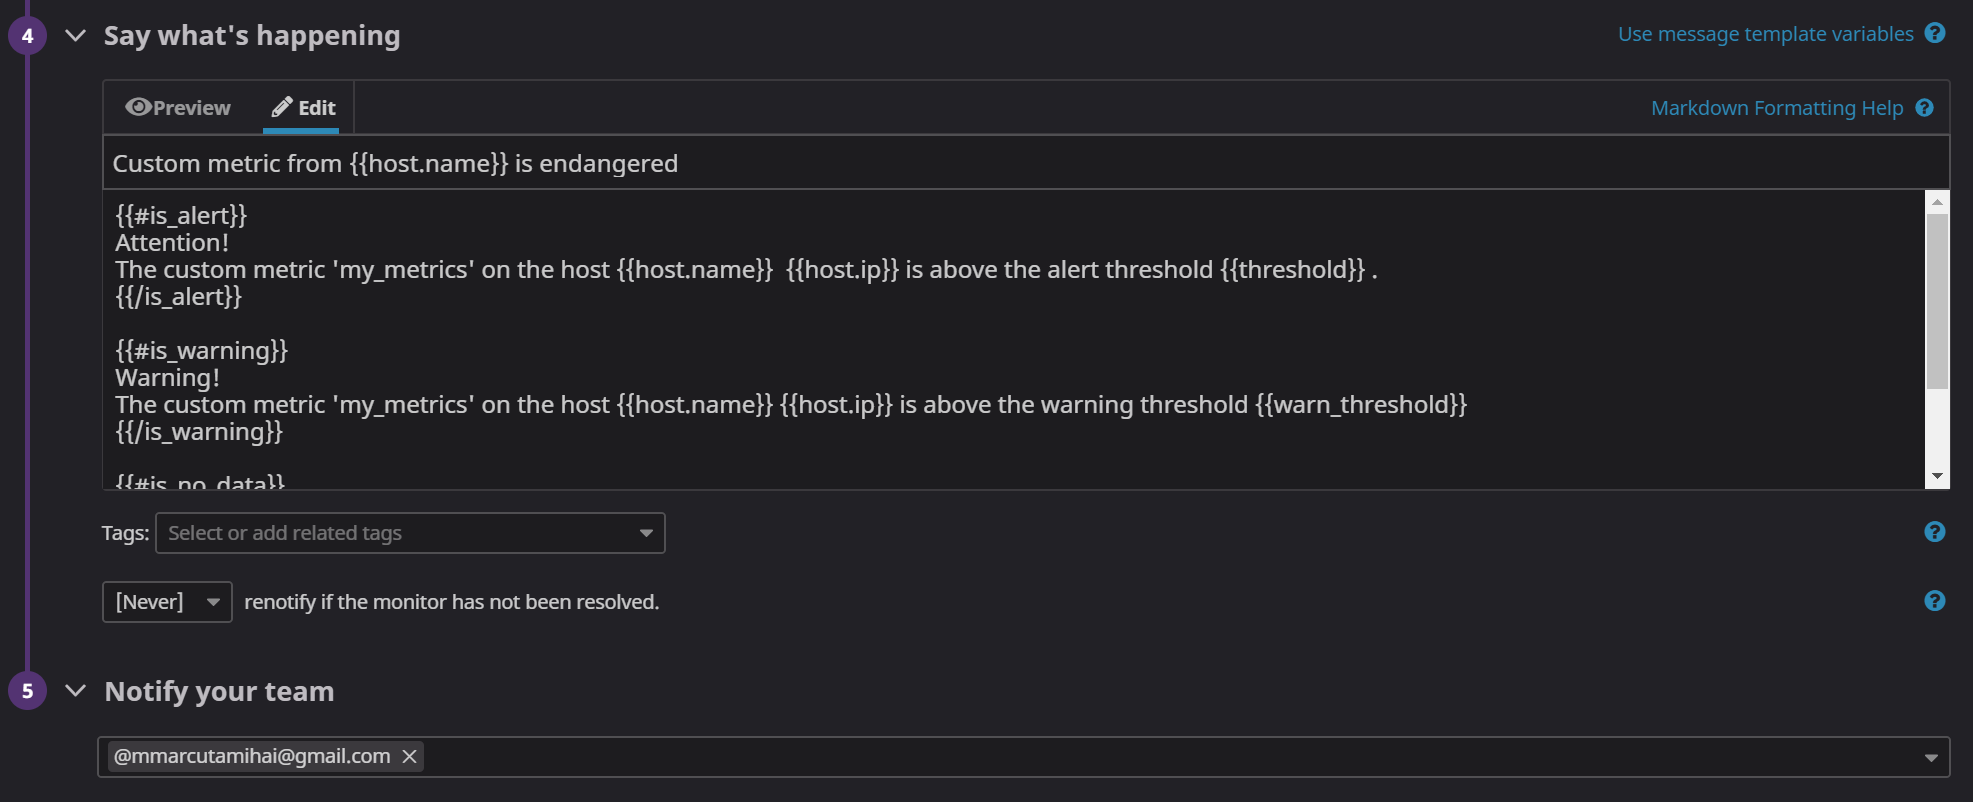 4 Say what's happening Use message template variables ?
Preview Edit Markdown Formatting Help ?
Custom metric from {{host.name}} is endangered
{{#is_alert}}
Attention!
The custom metric 'my_metrics' on the host {{host.name}}  {{host.ip}} is above the alert threshold {{threshold}} .
{{/is_alert}}
{{#is_warning}}
Warning!
The custom metric 'my_metrics' on the host {{host.name}} {{host.ip}} is above the warning threshold {{warn_threshold}}
{{/is_warning}}
{{#is_no_data}}
Tags: Select or add related tags ?
[Never] renotify if the monitor has not been resolved. ?
5 Notify your team
@mmarcutamihai@gmail.com